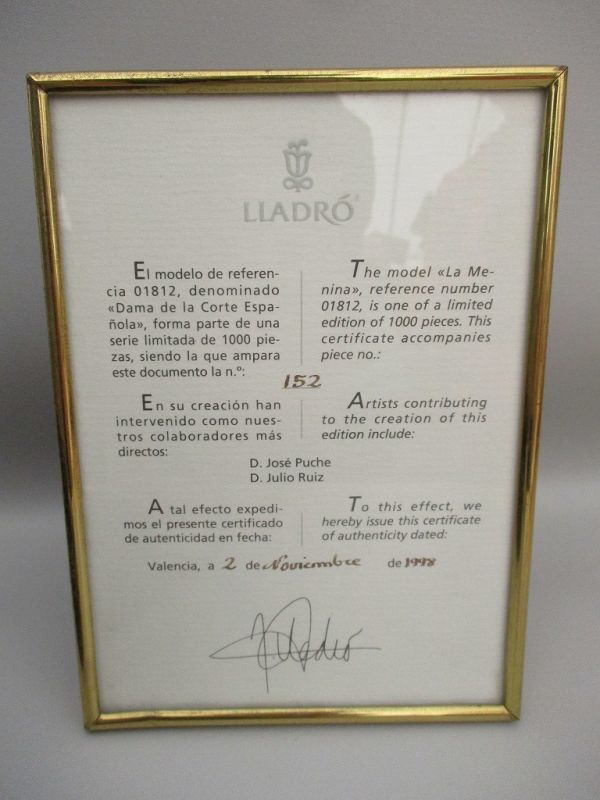 LLADRÓ
El modelo de referen-
cia 01812, denominado
«Dama de la Corte Espa-
ñola», forma parte de una
serie limitada de 1000 pie-
zas, siendo la que ampara
este documento la n.º:
The model «La Me-
nina», reference number
01812, is one of a limited
edition of 1000 pieces. This
certificate accompanies
piece no.:
152
En su creación han
intervenido como nues-
tros colaboradores más
directos:
Artists contributing
to the creation of this
edition include:
D. José Puche
D. Julio Ruiz
A tal efecto expedi-
mos el presente certificado
de autenticidad en fecha:
To this effect, we
hereby issue this certificate
of authenticity dated:
Valencia, a 2 de Noviembre de 1998